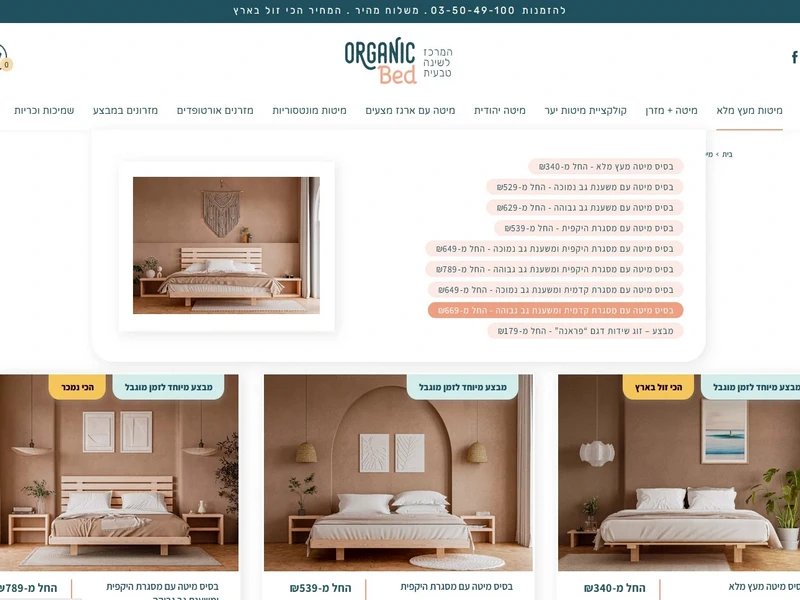 להזמנות 03-50-49-100 . משלוח מהיר . המחיר הכי זול בארץ
0
ORGANIC
Bed
המרכז
לשינה
טבעית
מיטות מעץ מלא
מיטה + מזרן
קולקציית מיטות יער
מיטה יהודית
מיטה עם ארגז מצעים
מיטות מונטסוריות
מזרנים אורטופדים
מזרונים במבצע
שמיכות וכריות
בית › מי
בסיס מיטה מעץ מלא - החל מ-340₪
בסיס מיטה עם משענת גב נמוכה - החל מ-529₪
בסיס מיטה עם משענת גב גבוהה - החל מ-629₪
בסיס מיטה עם מסגרת היקפית - החל מ-539₪
בסיס מיטה עם מסגרת היקפית ומשענת גב נמוכה - החל מ-649₪
בסיס מיטה עם מסגרת היקפית ומשענת גב גבוהה - החל מ-789₪
בסיס מיטה עם מסגרת קדמית ומשענת גב נמוכה - החל מ-649₪
בסיס מיטה עם מסגרת קדמית ומשענת גב גבוהה - החל מ-669₪
מבצע – זוג שידות דגם "פראנה" - החל מ-179₪
מבצע מיוחד לזמן מוגבל
הכי זול בארץ
מבצע מיוחד לזמן מוגבל
מבצע מיוחד לזמן מוגבל
הכי נמכר
בסיס מיטה מעץ מלא
החל מ-340₪
בסיס מיטה עם מסגרת היקפית
החל מ-539₪
בסיס מיטה עם מסגרת היקפית
החל מ-789₪